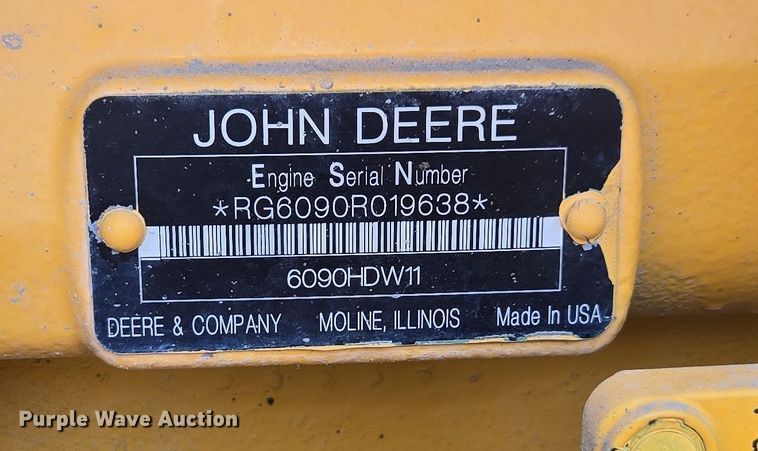 JOHN DEERE
Engine Serial Number
*RG6090R019638*
6090HDW11
DEERE & COMPANY MOLINE, ILLINOIS Made In USA
Purple Wave Auction